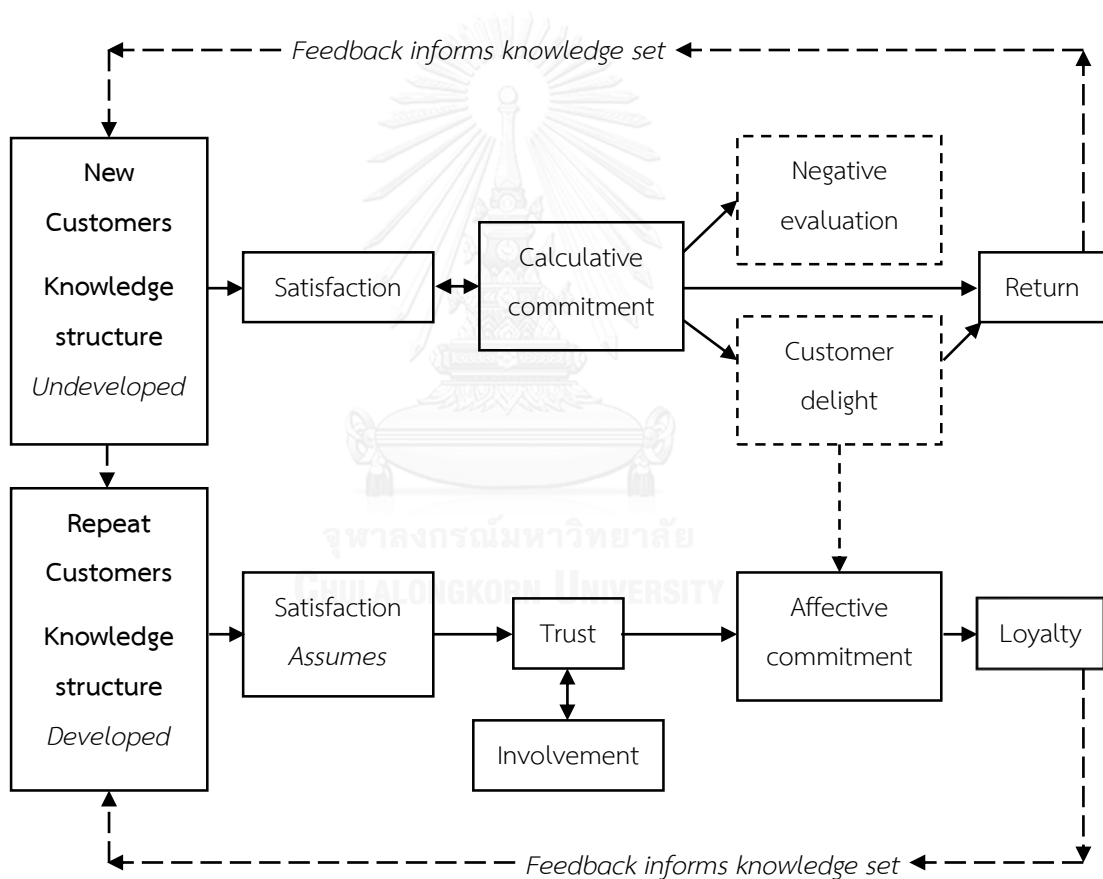 Feedback informs knowledge set
New
Customers
Knowledge
structure
Undeveloped
Satisfaction
Calculative
commitment
Negative
evaluation
Customer
delight
Return
Repeat
Customers
Knowledge
structure
Developed
Satisfaction
Assumes
Trust
Involvement
Affective
commitment
Loyalty
จุฬาลงกรณ์มหาวิทยาลัย
CHULALONGKORN UNIVERSITY
Feedback informs knowledge set